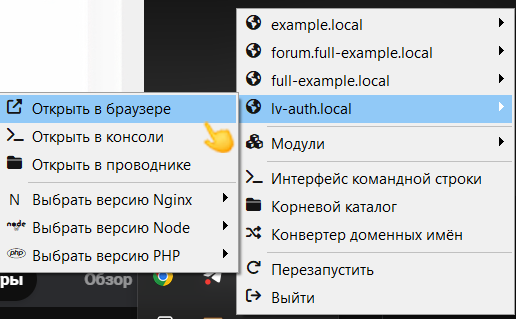 example.local
forum.full-example.local
full-example.local
lv-auth.local
Модули
Интерфейс командной строки
Корневой каталог
Конвертер доменных имён
Перезапустить
Выйти
Открыть в браузере
Открыть в консоли
Открыть в проводнике
N Выбрать версию Nginx
node Выбрать версию Node
php Выбрать версию PHP
ры
Обзор